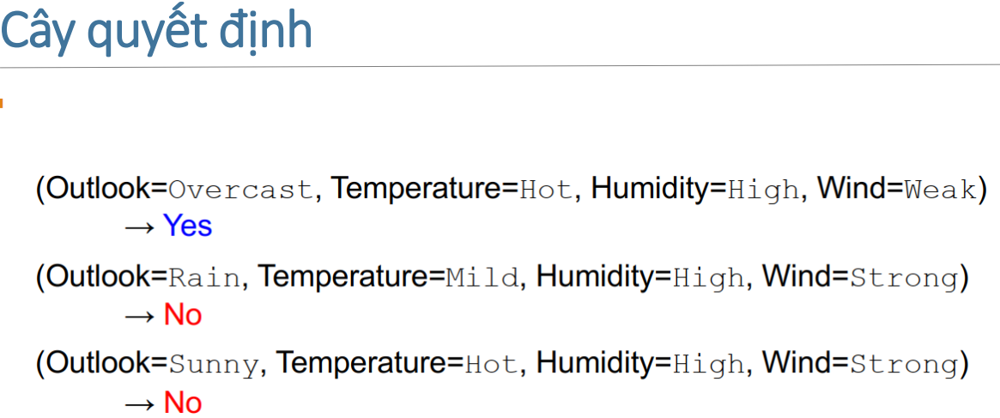 Cây quyết định
(Outlook=Overcast, Temperature=Hot, Humidity=High, Wind=Weak)
→ Yes
(Outlook=Rain, Temperature=Mild, Humidity=High, Wind=Strong)
→ No
(Outlook=Sunny, Temperature=Hot, Humidity=High, Wind=Strong)
→ No